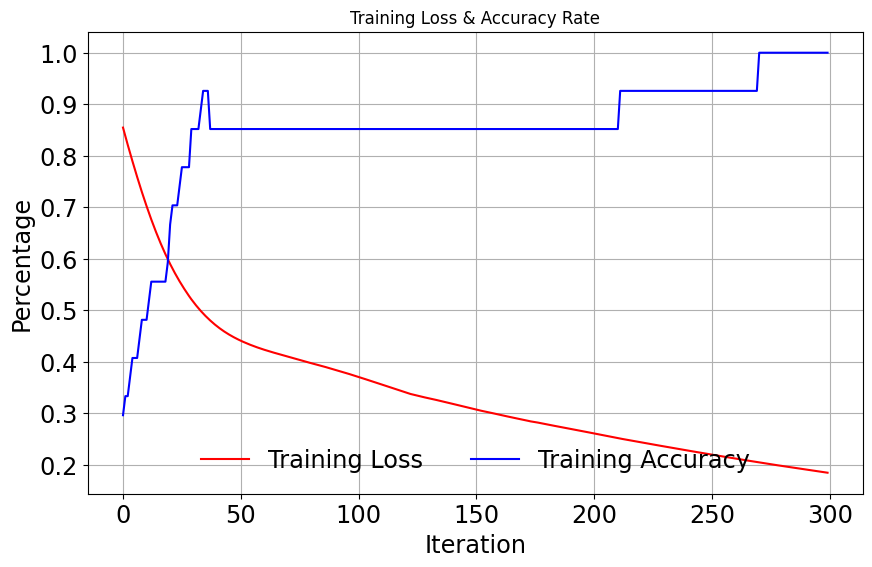 Training Loss & Accuracy Rate
1.0
0.9
0.8
0.7
0.6
0.5
0.4
0.3
0.2
Percentage
Training Loss
Training Accuracy
0 50 100 150 200 250 300
Iteration